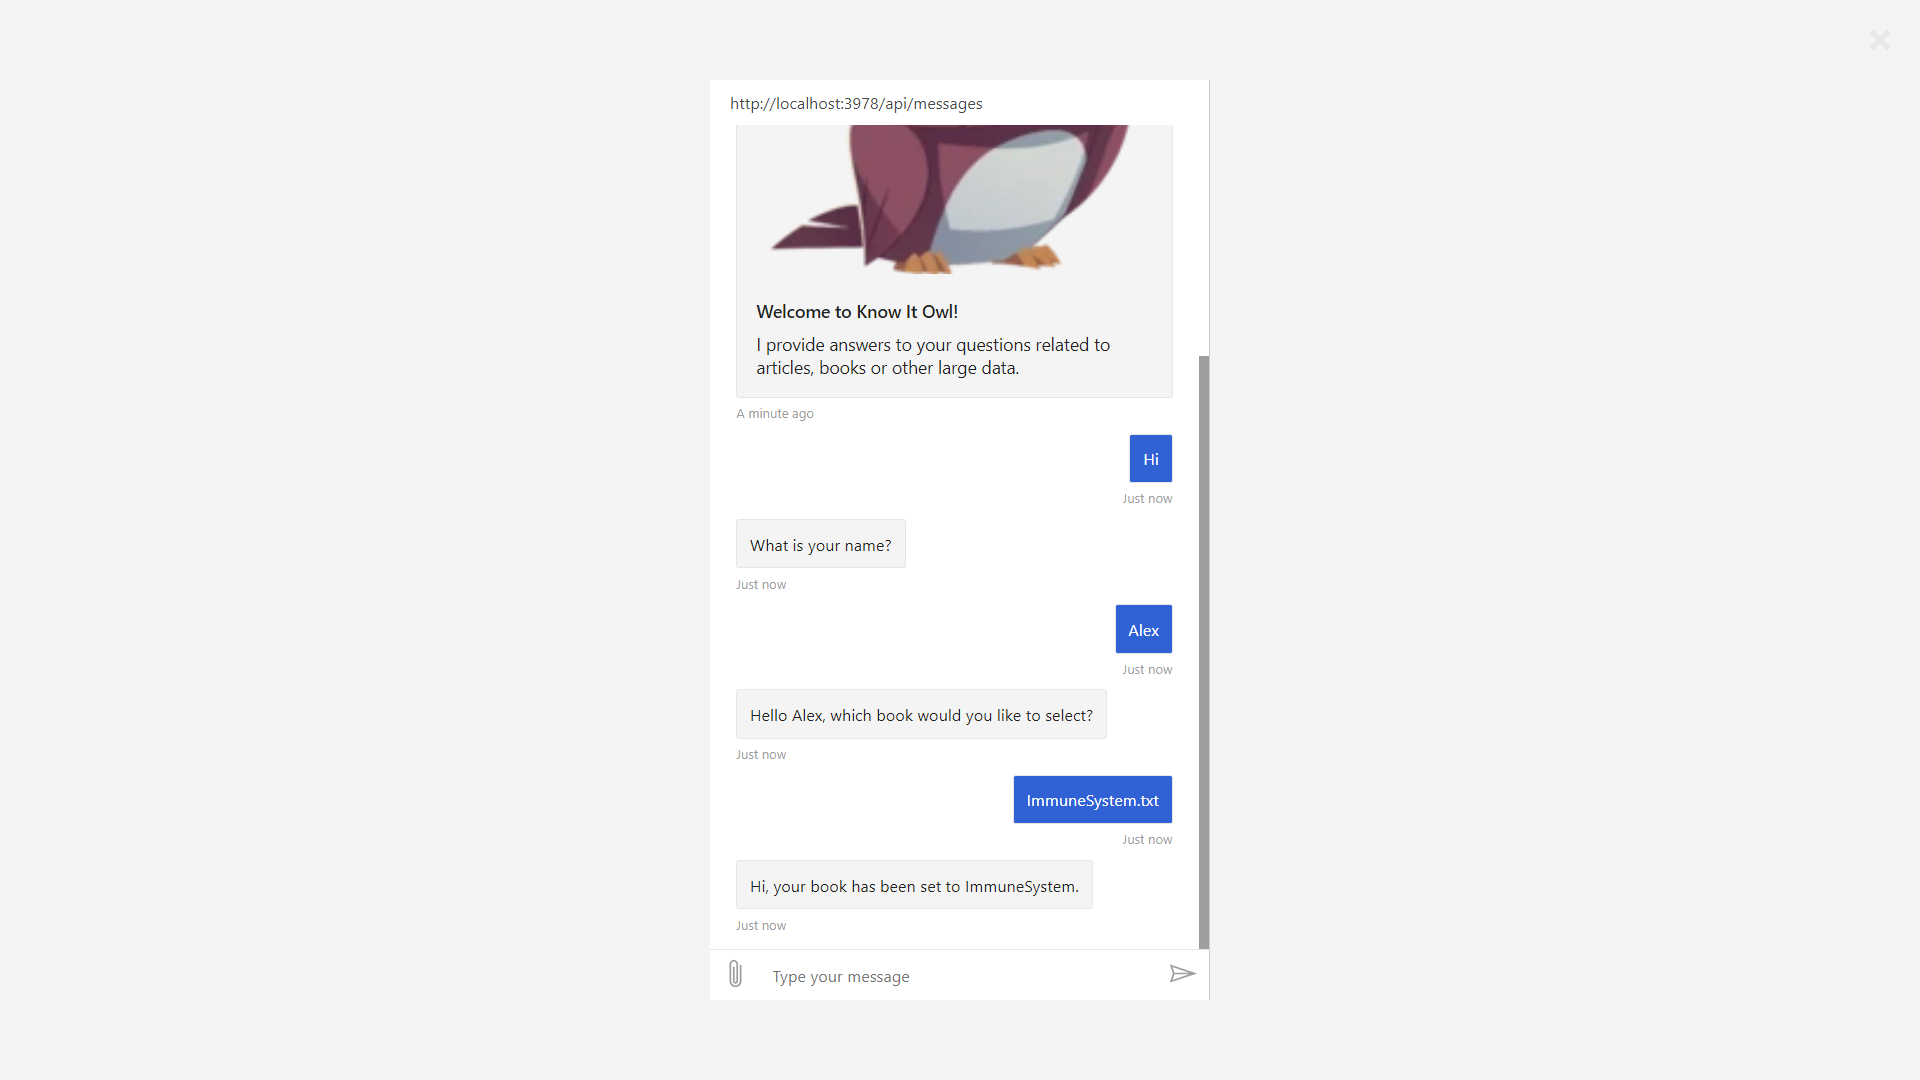 http://localhost:3978/api/messages
Welcome to Know It Owl!
I provide answers to your questions related to
articles, books or other large data.
A minute ago
Hi
Just now
What is your name?
Just now
Alex
Just now
Hello Alex, which book would you like to select?
Just now
ImmuneSystem.txt
Just now
Hi, your book has been set to ImmuneSystem.
Just now
Type your message